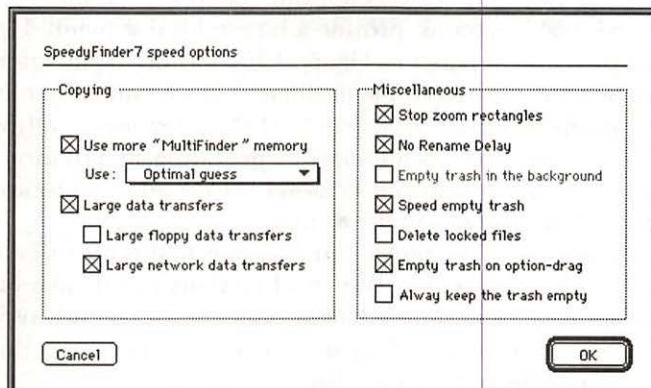 SpeedyFinder7 speed options
Copying
Use more "MultiFinder" memory
Use: Optimal guess
Large data transfers
Large floppy data transfers
Large network data transfers
Miscellaneous
Stop zoom rectangles
No Rename Delay
Empty trash in the background
Speed empty trash
Delete locked files
Empty trash on option-drag
Alway keep the trash empty
Cancel
OK